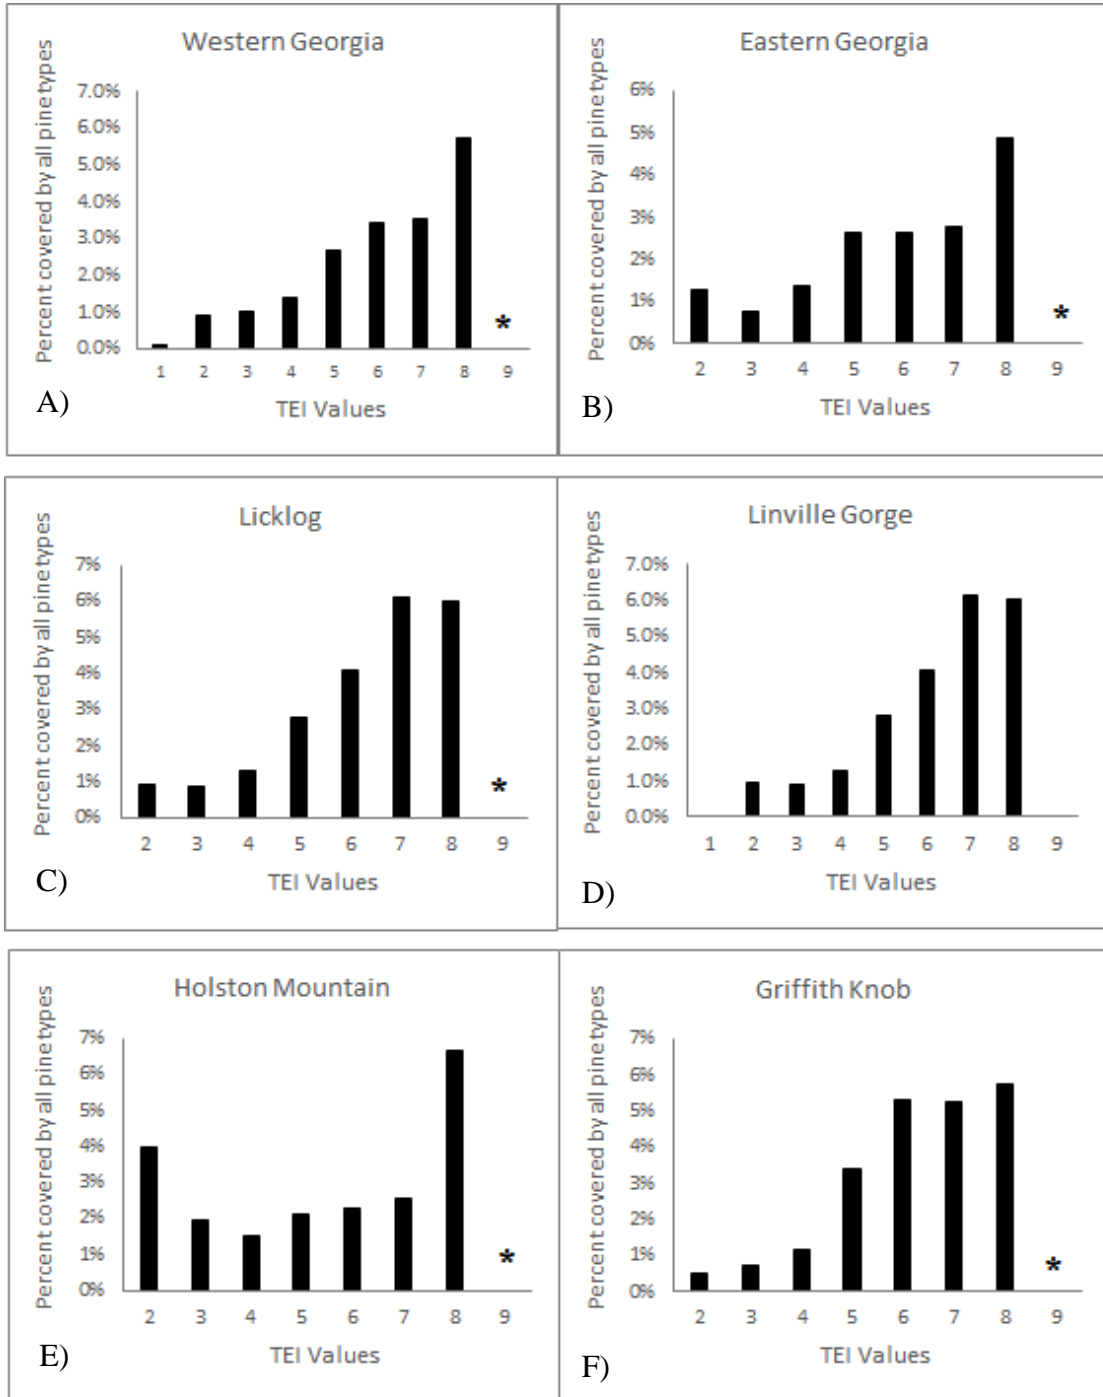 Western Georgia
Percent covered by all pine types
7.0%
6.0%
5.0%
4.0%
3.0%
2.0%
1.0%
0.0%
*
1 2 3 4 5 6 7 8 9
TEI Values
A)
Eastern Georgia
Percent covered by all pine types
6%
5%
4%
3%
2%
1%
0%
*
2 3 4 5 6 7 8 9
TEI Values
B)
Licklog
Percent covered by all pine types
7%
6%
5%
4%
3%
2%
1%
0%
*
2 3 4 5 6 7 8 9
TEI Values
C)
Linville Gorge
Percent covered by all pine types
7.0%
6.0%
5.0%
4.0%
3.0%
2.0%
1.0%
0.0%
1 2 3 4 5 6 7 8 9
TEI Values
D)
Holston Mountain
Percent covered by all pine types
7%
6%
5%
4%
3%
2%
1%
0%
*
2 3 4 5 6 7 8 9
TEI Values
E)
Griffith Knob
Percent covered by all pine types
7%
6%
5%
4%
3%
2%
1%
0%
*
2 3 4 5 6 7 8 9
TEI Values
F)